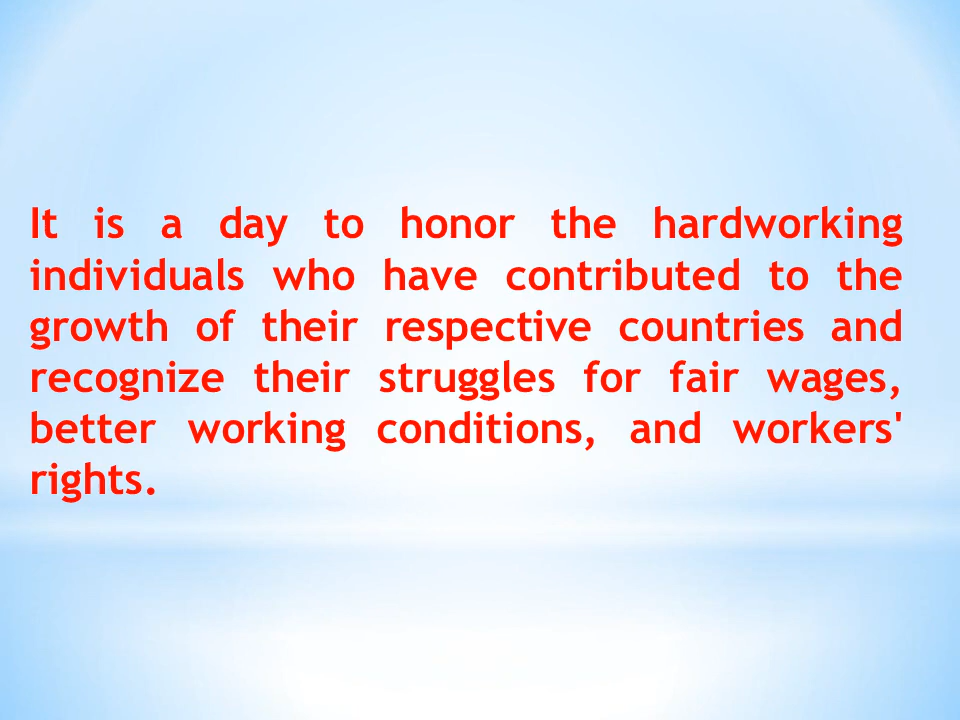 It is a day to honor the hardworking
individuals who have contributed to the
growth of their respective countries and
recognize their struggles for fair wages,
better working conditions, and workers'
rights.